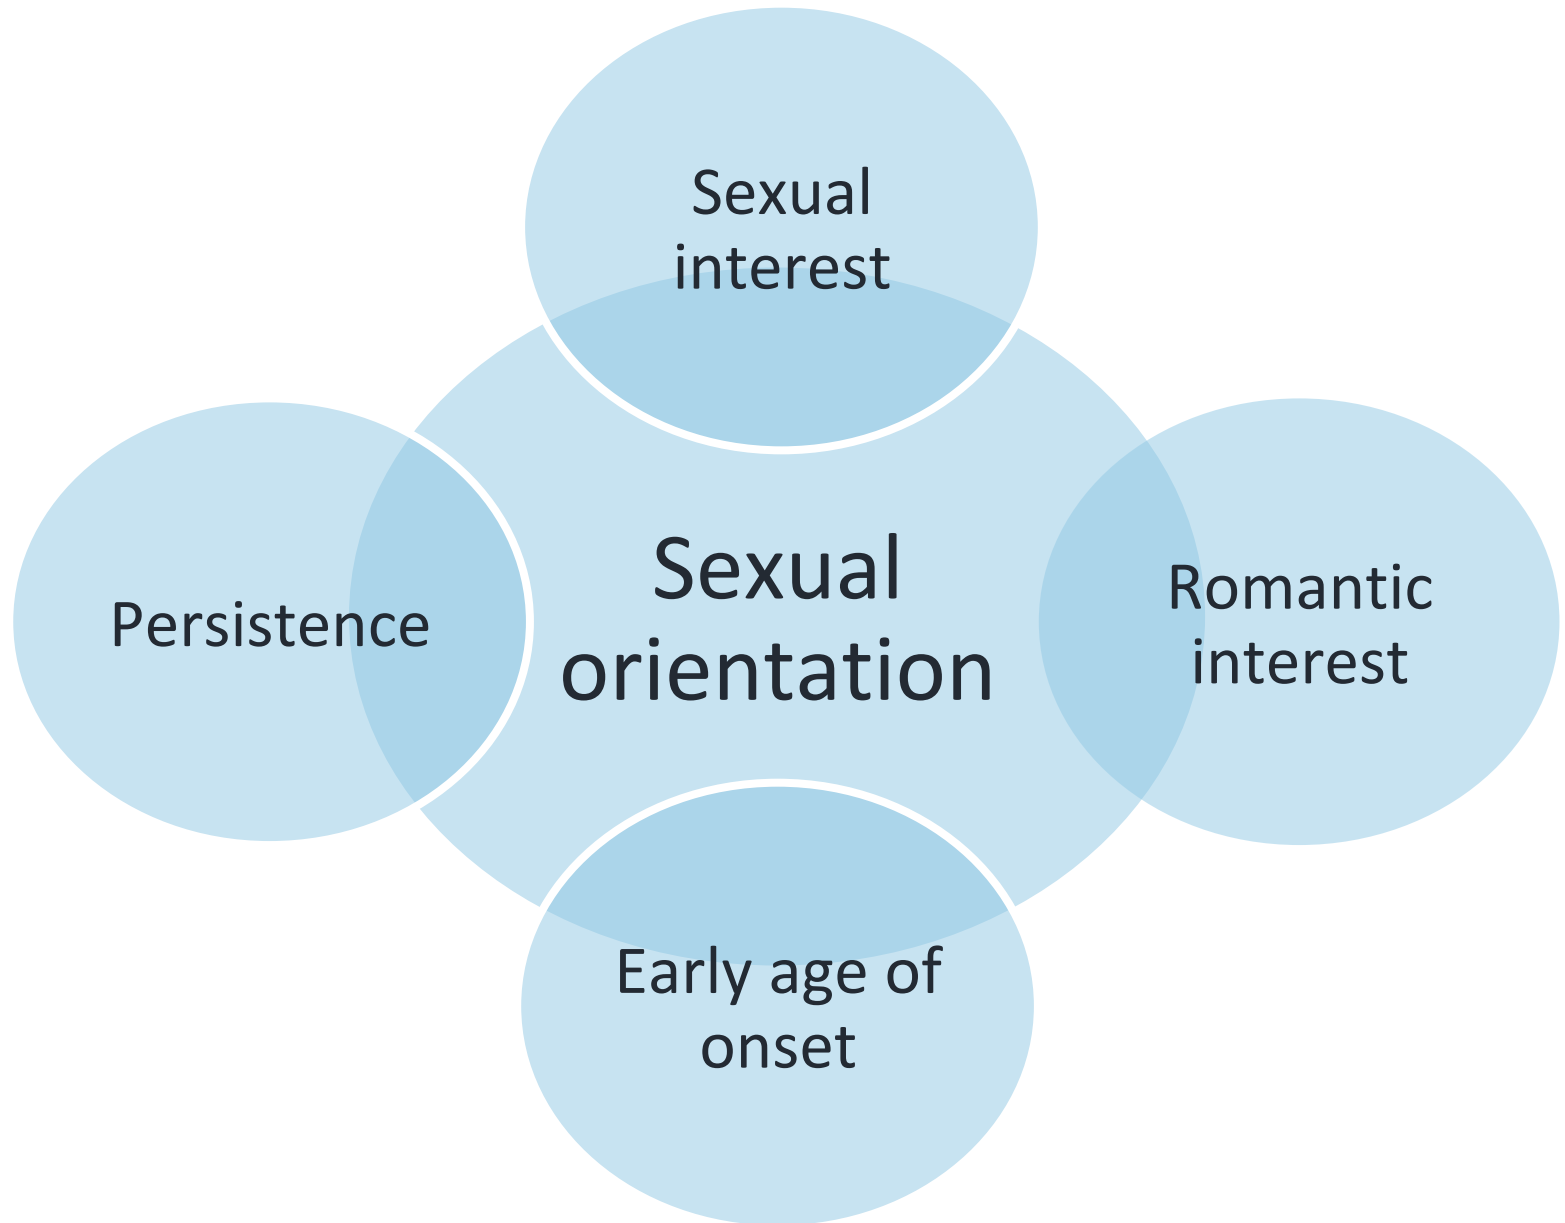 Sexual
interest
Persistence
Sexual
orientation
Romantic
interest
Early age of
onset